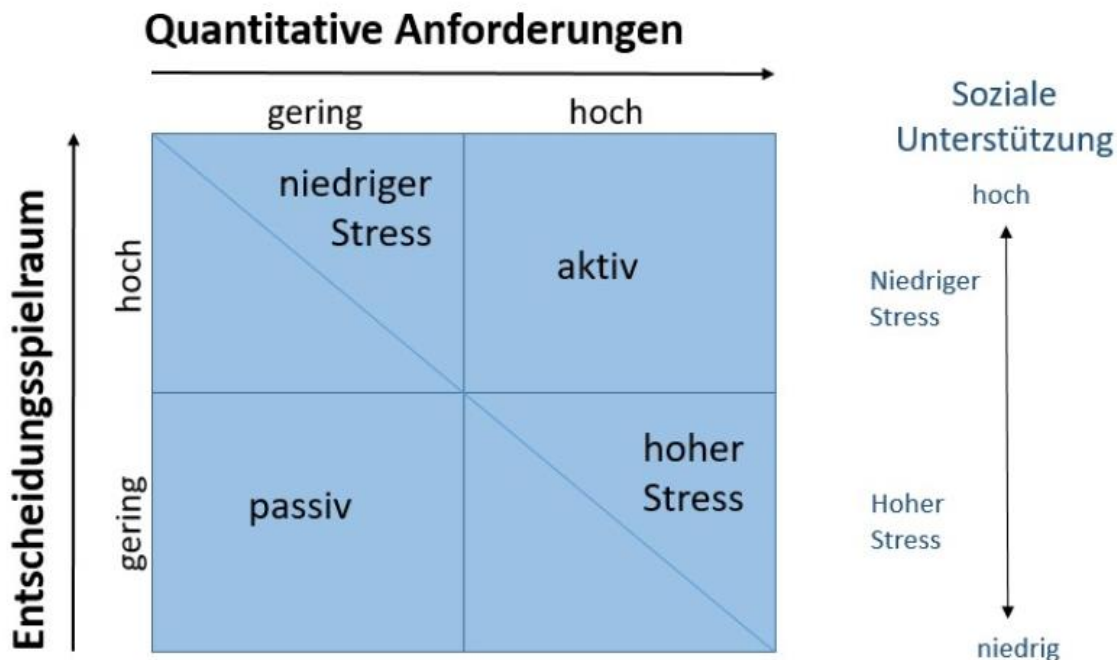 Quantitative Anforderungen
gering
hoch
Soziale
Unterstützung
Entscheidungsspielraum
hoch
gering
niedriger
Stress
aktiv
passiv
hoher
Stress
hoch
Niedriger
Stress
Hoher
Stress
niedrig